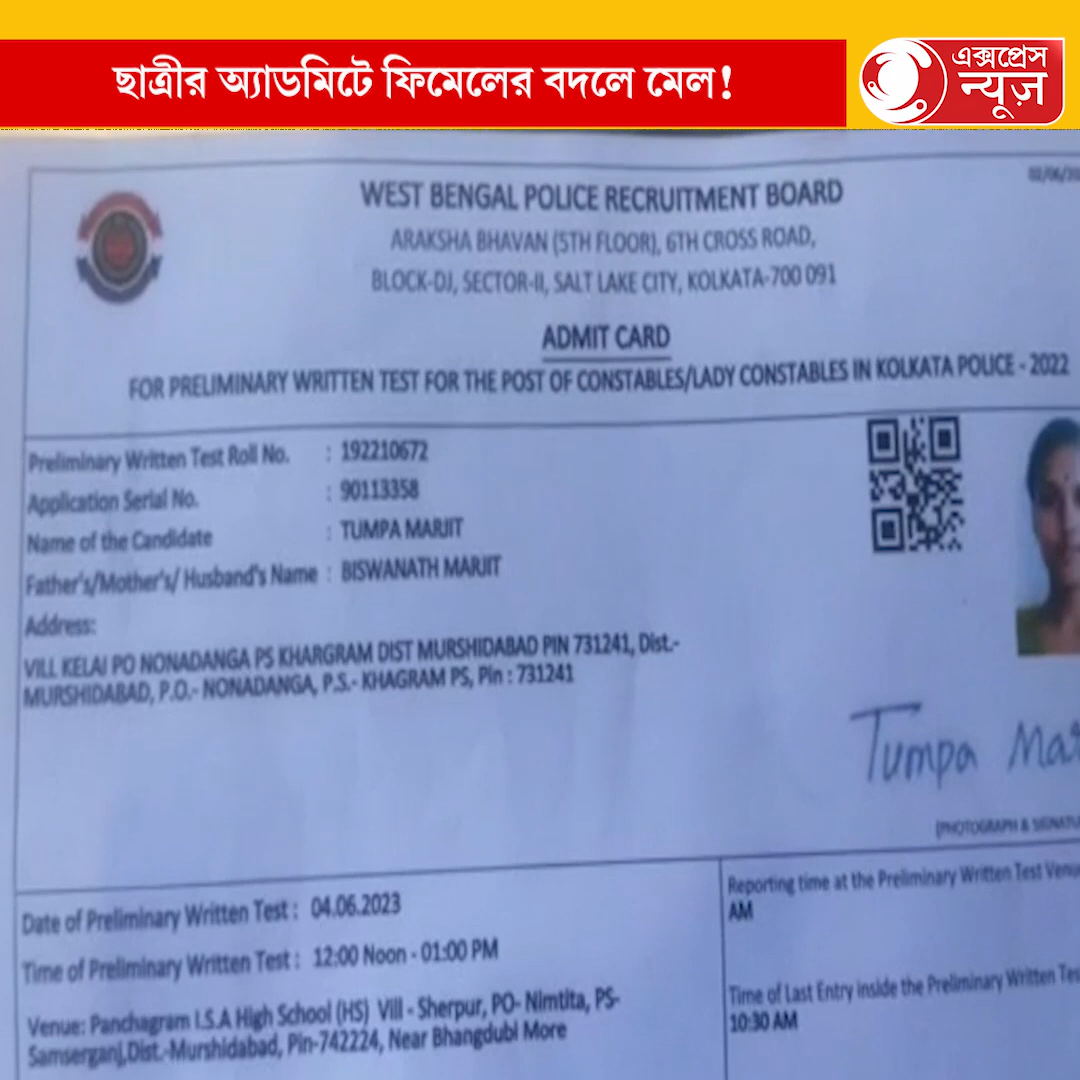 ছাত্রীর অ্যাডমিটে ফিমেলের বদলে মেল!
এক্সপ্রেস
ন্যূজ়
WEST BENGAL POLICE RECRUITMENT BOARD
ARAKSHA BHAVAN (5TH FLOOR), 6TH CROSS ROAD,
BLOCK-DJ, SECTOR-II, SALT LAKE CITY, KOLKATA-700 091
ADMIT CARD
FOR PRELIMINARY WRITTEN TEST FOR THE POST OF CONSTABLES/LADY CONSTABLES IN KOLKATA POLICE - 2022
Preliminary Written Test Roll No. : 192210672
Application Serial No. : 90113358
Name of the Candidate : TUMPA MARJIT
Father's/Mother's/ Husband's Name : BISWANATH MARJIT
Address:
VILL KELAI PO NONADANGA PS KHARGRAM DIST MURSHIDABAD PIN 731241, Dist.-
MURSHIDABAD, P.O.- NONADANGA, P.S.- KHAGRAM PS, Pin : 731241
Tumpa
(PHOTOGRAPH &
Date of Preliminary Written Test : 04.06.2023
Time of Preliminary Written Test : 12:00 Noon - 01:00 PM
Venue: Panchagram I.S.A High School (HS) Vill - Sherpur, PO- Nimtita, PS-
Samserganj,Dist.-Murshidabad, Pin-742224, Near Bhangdubi More
Reporting time at the Preliminary Written Test
AM
Time of Last Entry inside the Preliminary Written
10:30 AM